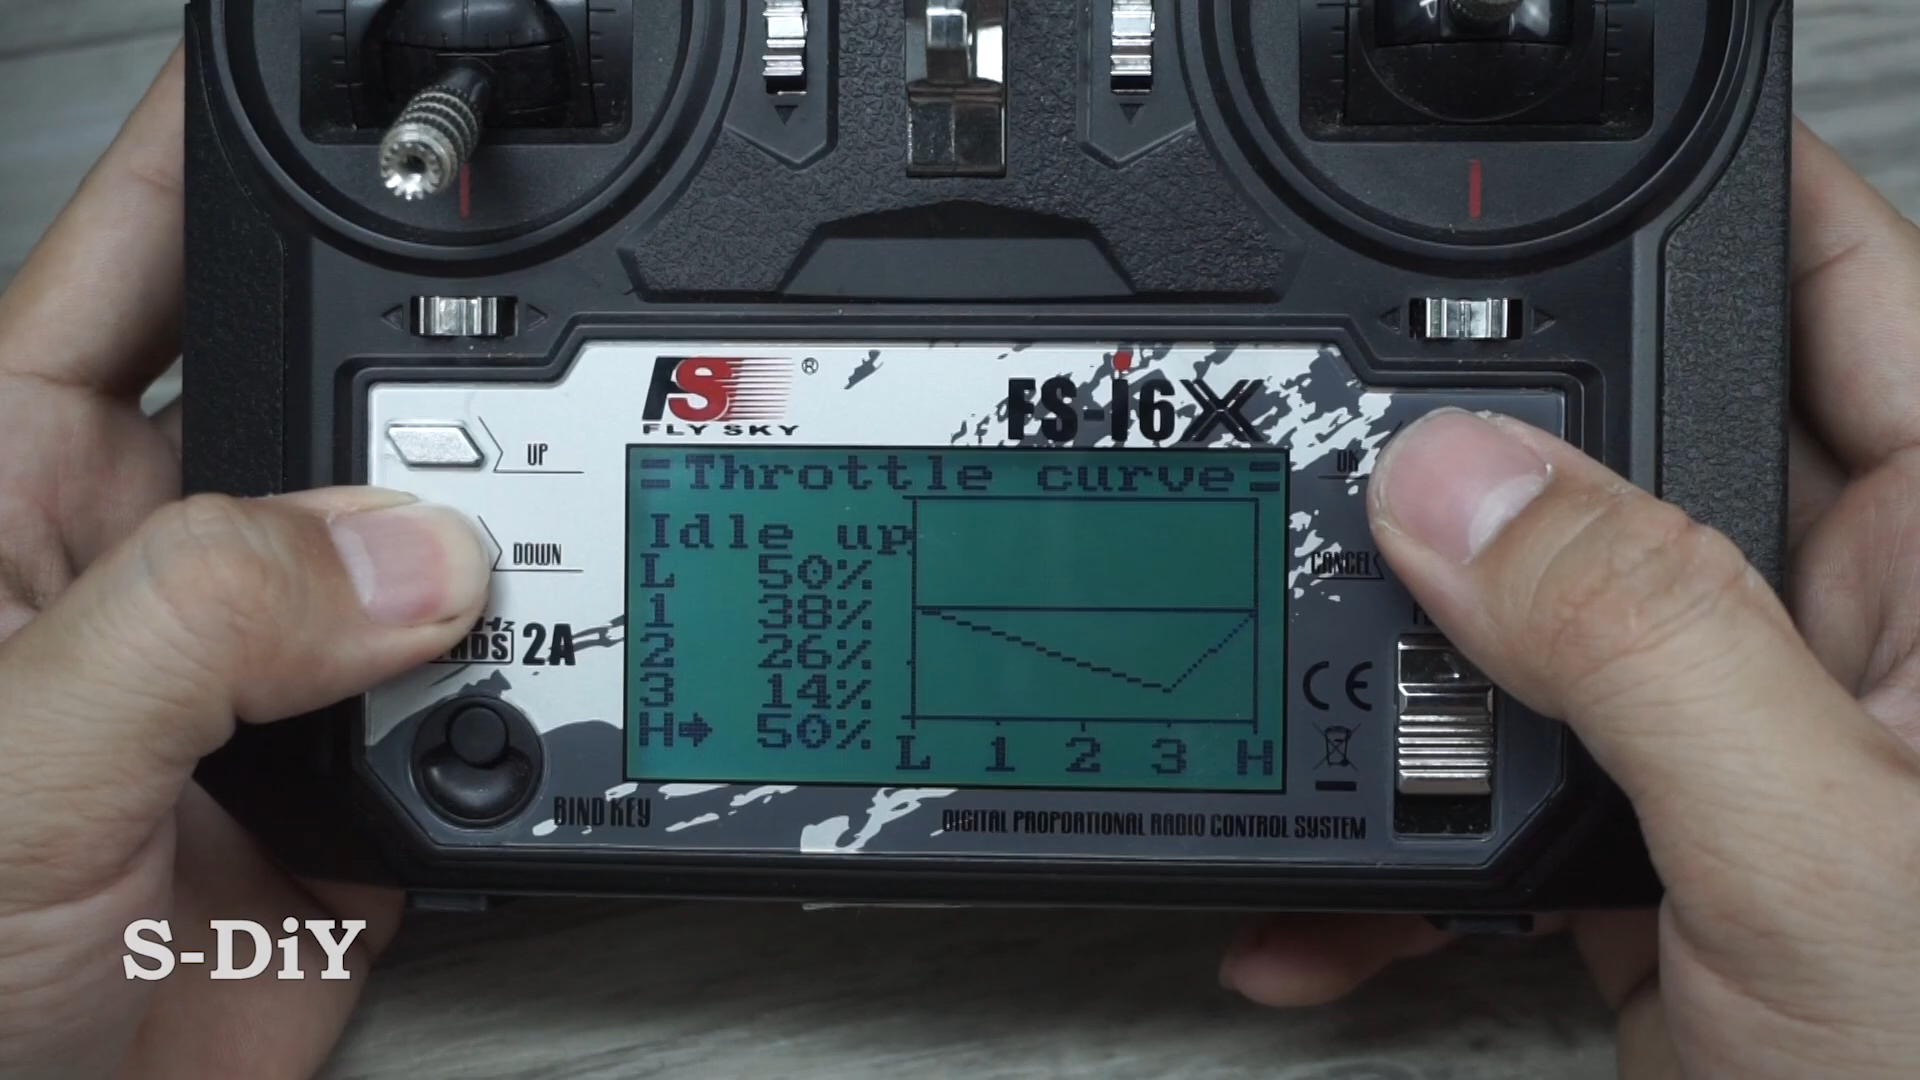 FS ®
FLY SKY
FS-i6X
UP
DOWN
2A
=Throttle curve=
Idle up
L 50%
1 38%
2 26%
3 14%
H 50%
L 1 2 3 H
CANCEL
CE
BIND KEY
DIGITAL PROPORTIONAL RADIO CONTROL SYSTEM
S-DiY